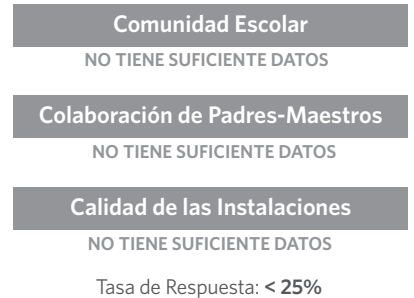 Comunidad Escolar
NO TIENE SUFICIENTE DATOS
Colaboración de Padres-Maestros
NO TIENE SUFICIENTE DATOS
Calidad de las Instalaciones
NO TIENE SUFICIENTE DATOS
Tasa de Respuesta: < 25%